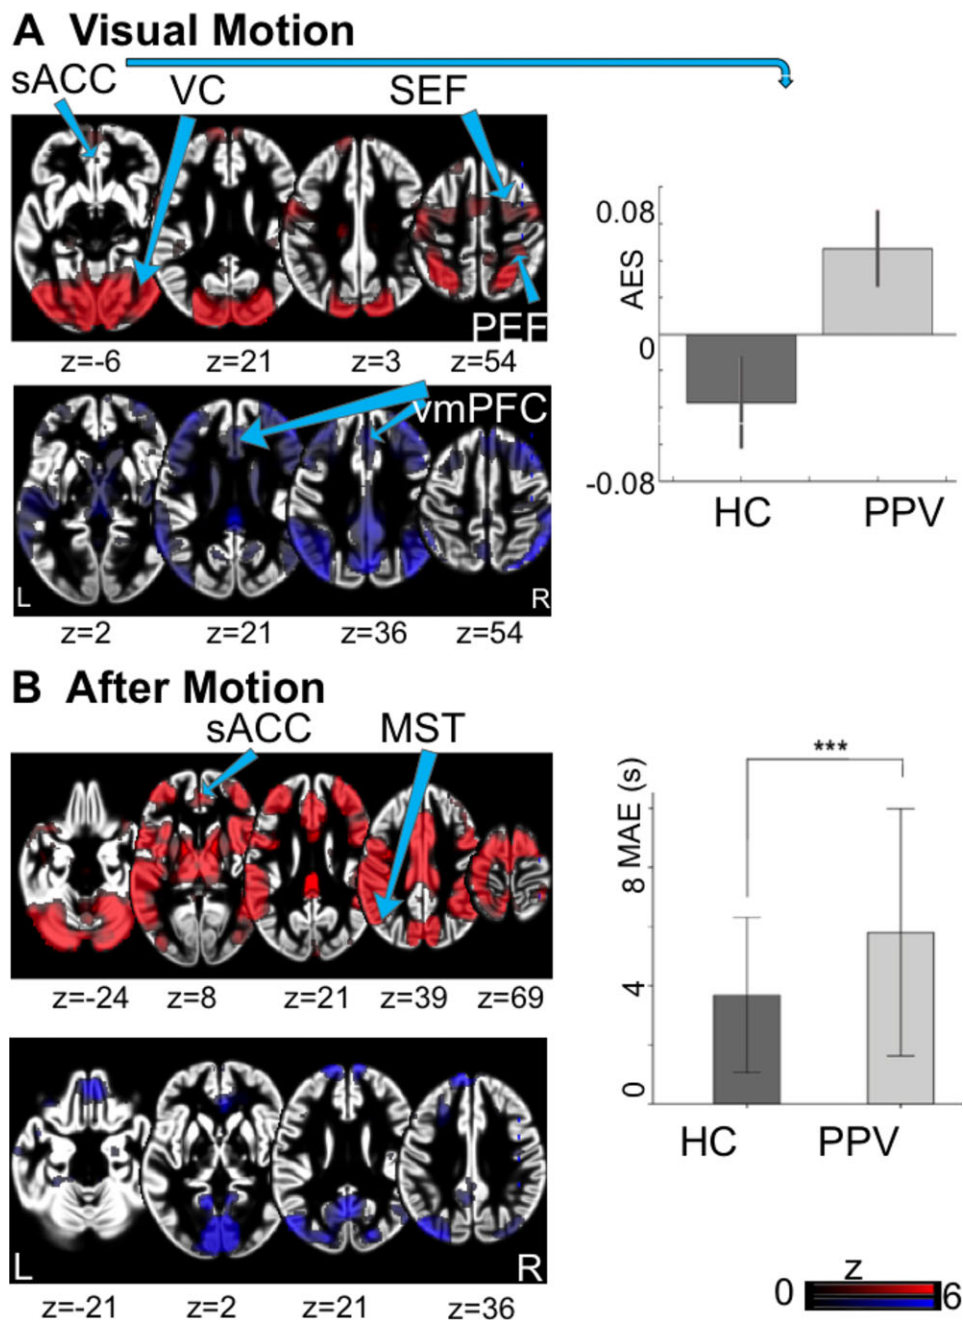 A Visual Motion
sACC
VC
SEF
PEF
z=-6 z=21 z=3 z=54
vmPFC
L R
z=2 z=21 z=36 z=54
AES
0.08
0
-0.08
HC PPV
B After Motion
sACC MST
z=-24 z=8 z=21 z=39 z=69
L R
z=-21 z=2 z=21 z=36
***
MAE (s)
8
4
0
HC PPV
z
0 6